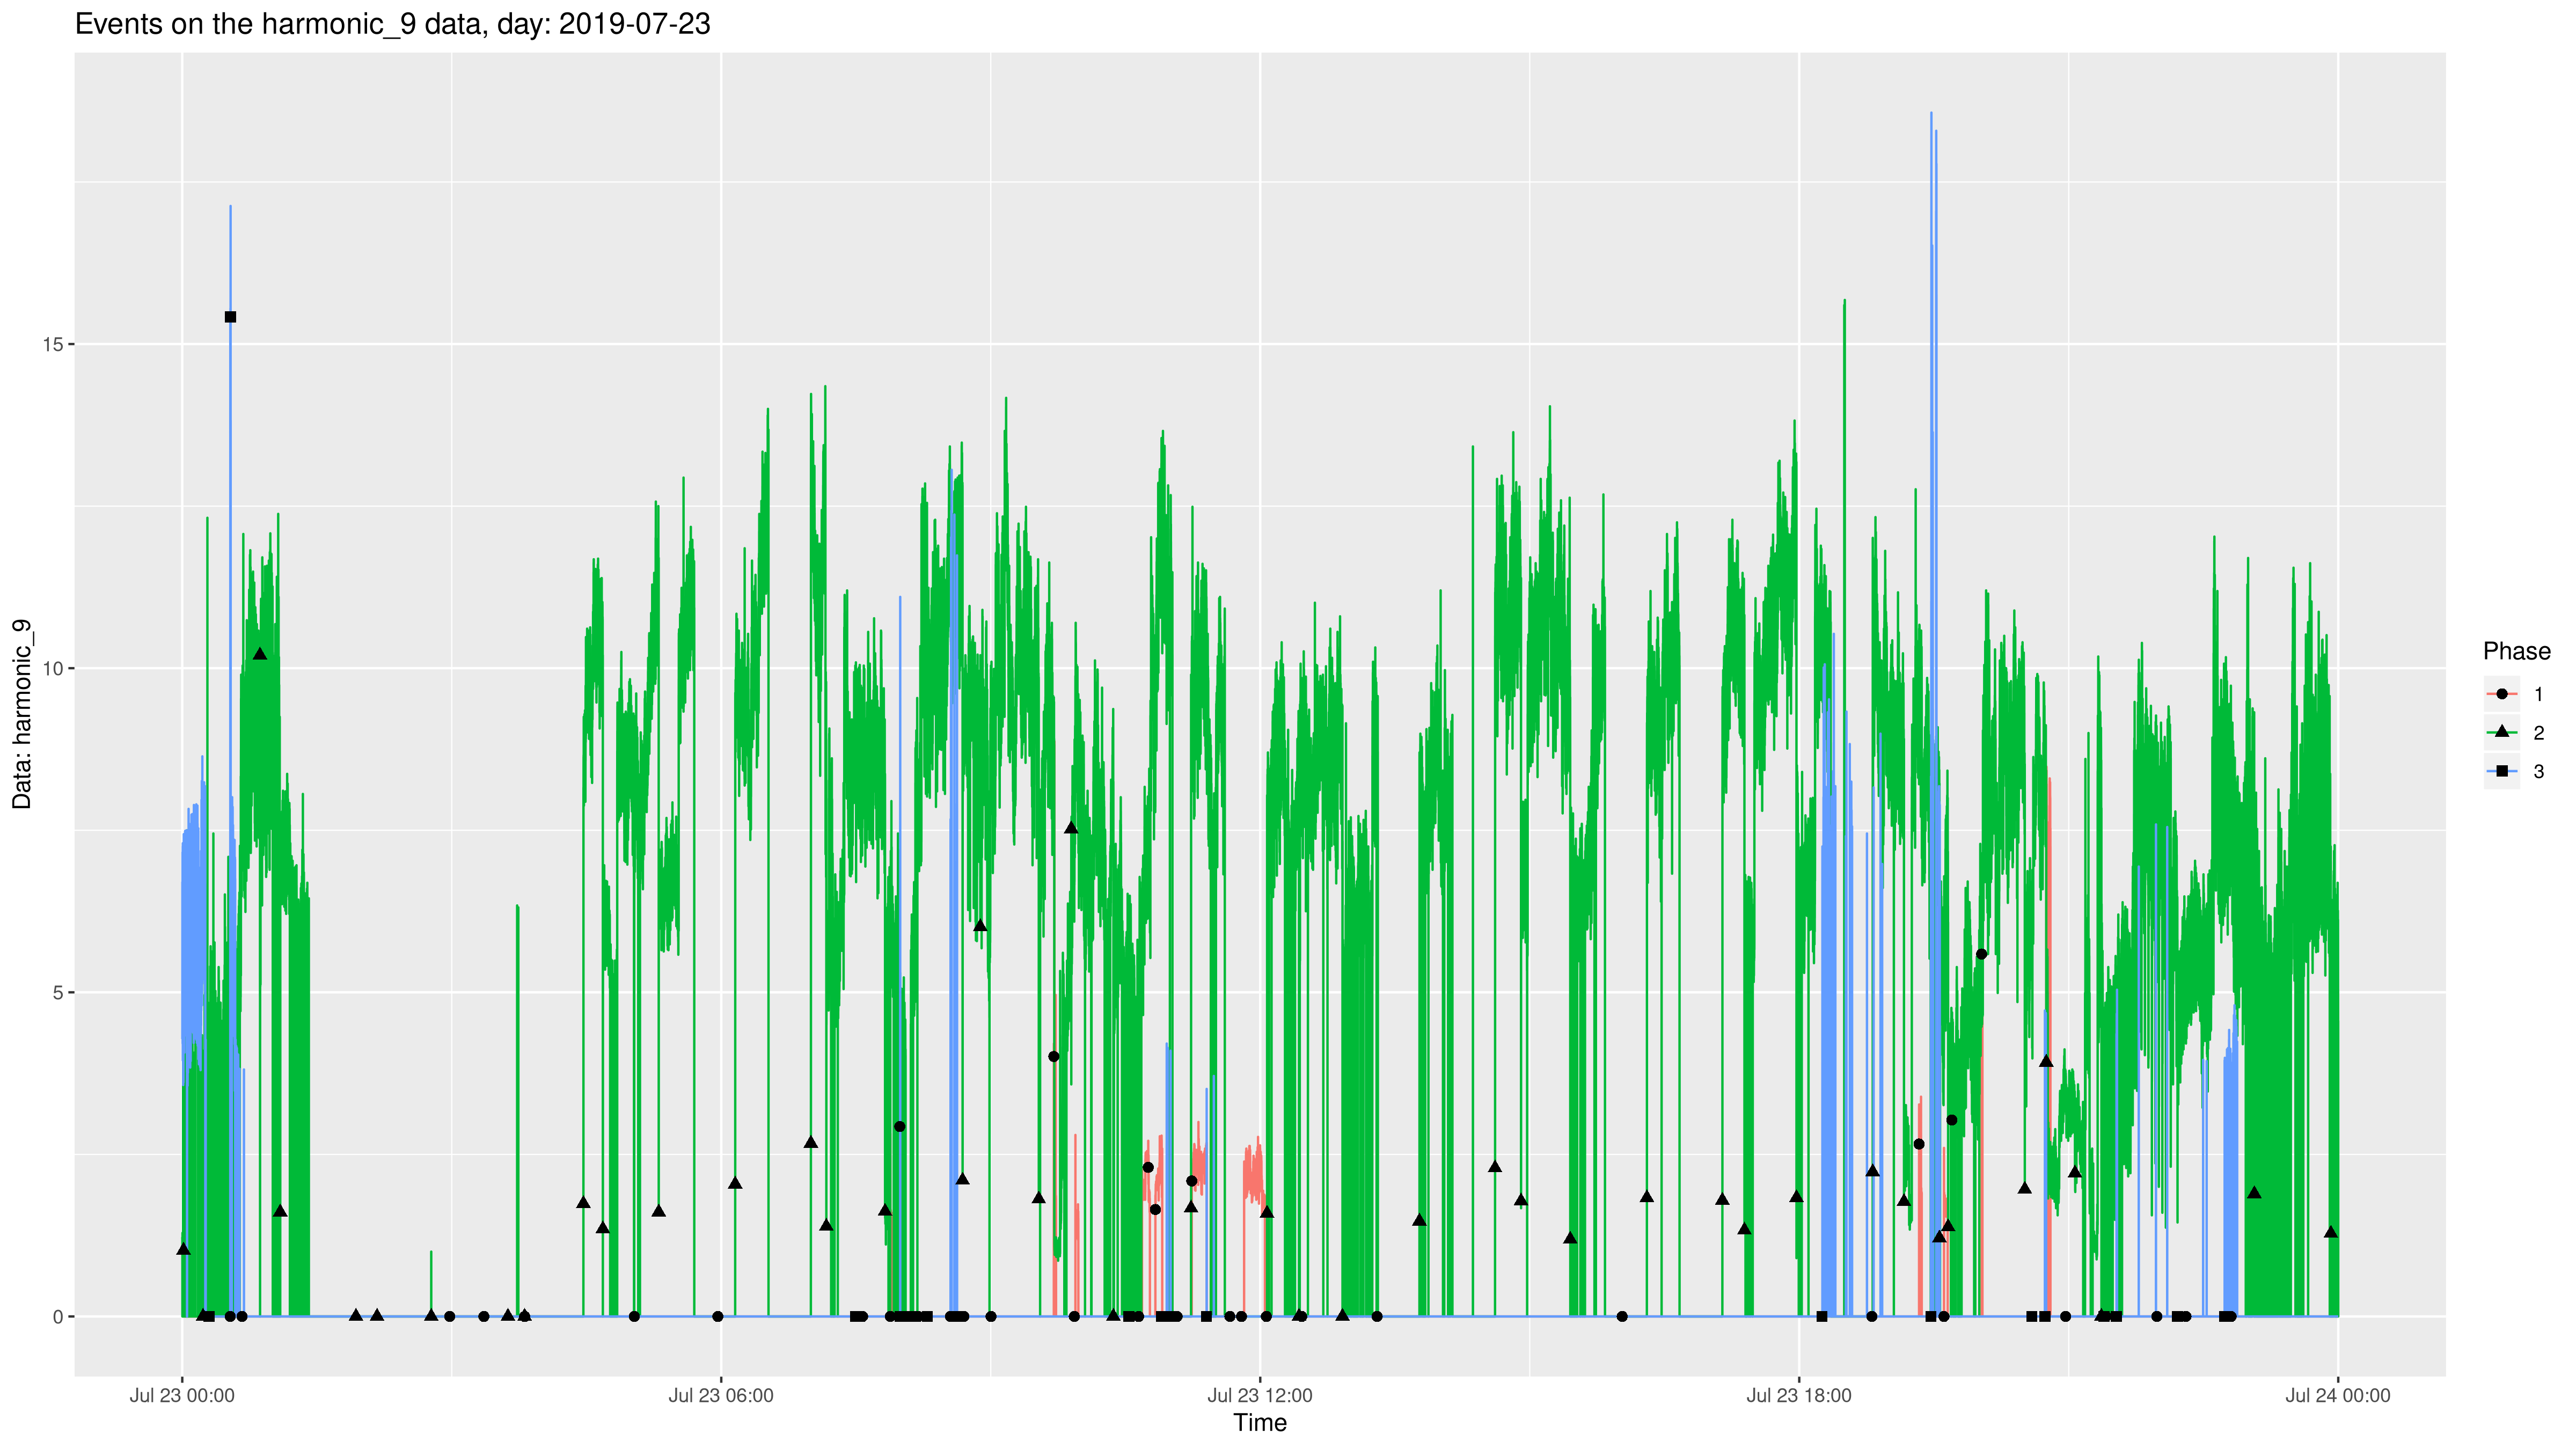 Events on the harmonic_9 data, day: 2019-07-23
Data: harmonic_9
15
10
5
0
Jul 23 00:00
Jul 23 06:00
Jul 23 12:00
Jul 23 18:00
Jul 24 00:00
Time
Phase
1
2
3